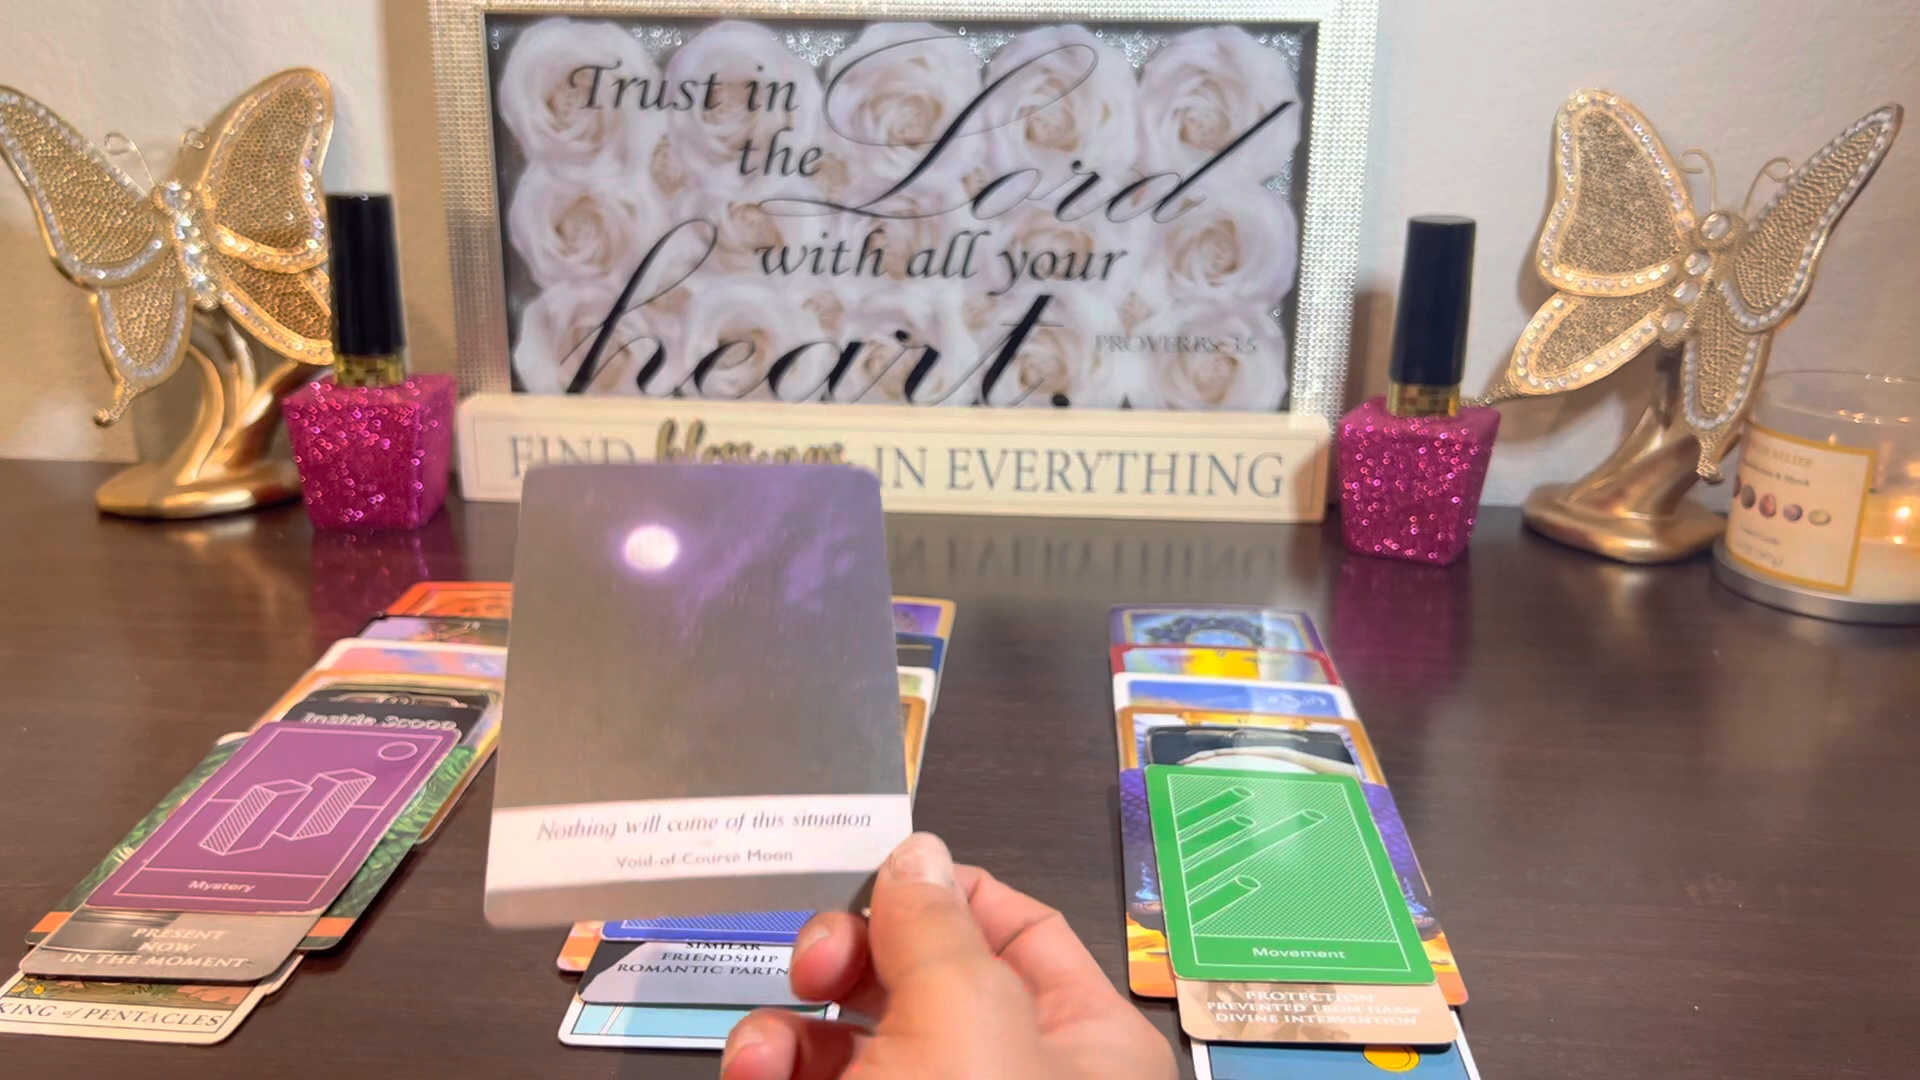 Trust in
the Lord
with all your
heart.
PROVERBS 3:5
FIND blessings IN EVERYTHING
Nothing will come of this situation
Void-of-Course Moon
Inside Scoop
Mystery
PRESENT
NOW
IN THE MOMENT
KING of PENTACLES
SIMILAR
FRIENDSHIP
ROMANTIC PARTN
Movement
PROTECTION
PREVENTED FROM HARM
DIVINE INTERVENTION